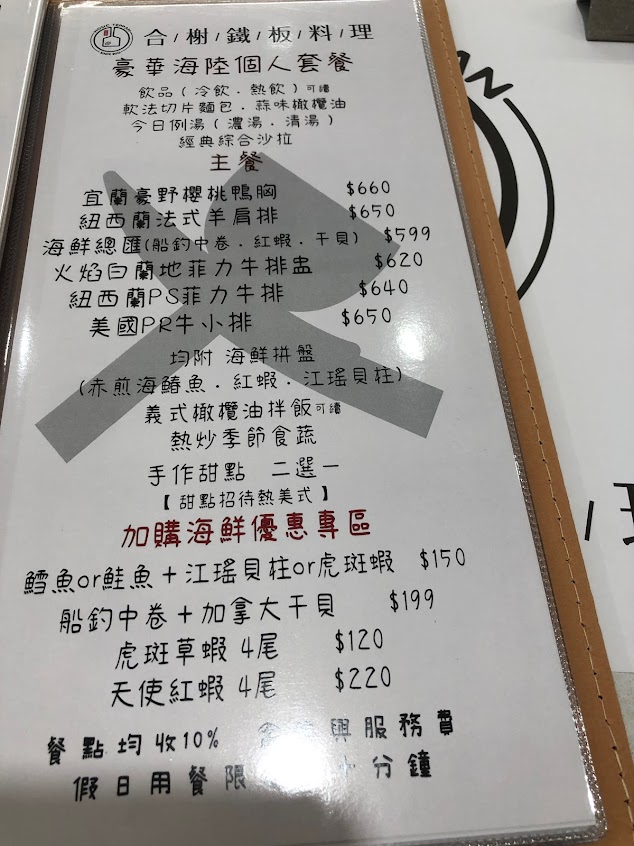 合/榭/鐵/板/料/理
豪華海陸個人套餐
飲品(冷飲.熱飲)可續
軟法切片麵包.蒜味橄欖油
今日例湯(濃湯.清湯)
經典綜合沙拉
主餐
宜蘭豪野櫻桃鴨胸 $660
紐西蘭法式羊肩排 $650
海鮮總匯(船釣中卷.紅蝦.干貝) $599
火焰白蘭地菲力牛排盅 $620
紐西蘭PS菲力牛排 $640
美國PR牛小排 $650
均附 海鮮拼盤
(赤煎海鱺魚.紅蝦.江瑤貝柱)
義式橄欖油拌飯可續
熱炒季節食蔬
手作甜點 二選一
【甜點招待熱美式】
加購海鮮優惠專區
鱈魚or鮭魚+江瑤貝柱or虎斑蝦 $150
船釣中卷+加拿大干貝 $199
虎斑草蝦 4尾 $120
天使紅蝦 4尾 $220
餐點均收10% 與服務費
假日用餐限 十分鐘
AN